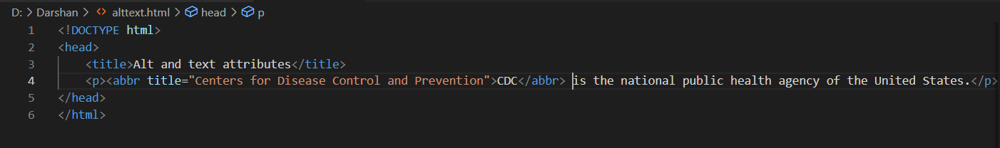 D: > Darshan > <> alttext.html > head > p
1 <!DOCTYPE html>
2 <head>
3 <title>Alt and text attributes</title>
4 <p><abbr title="Centers for Disease Control and Prevention">CDC</abbr> is the national public health agency of the United States.</p>
5 </head>
6 </html>